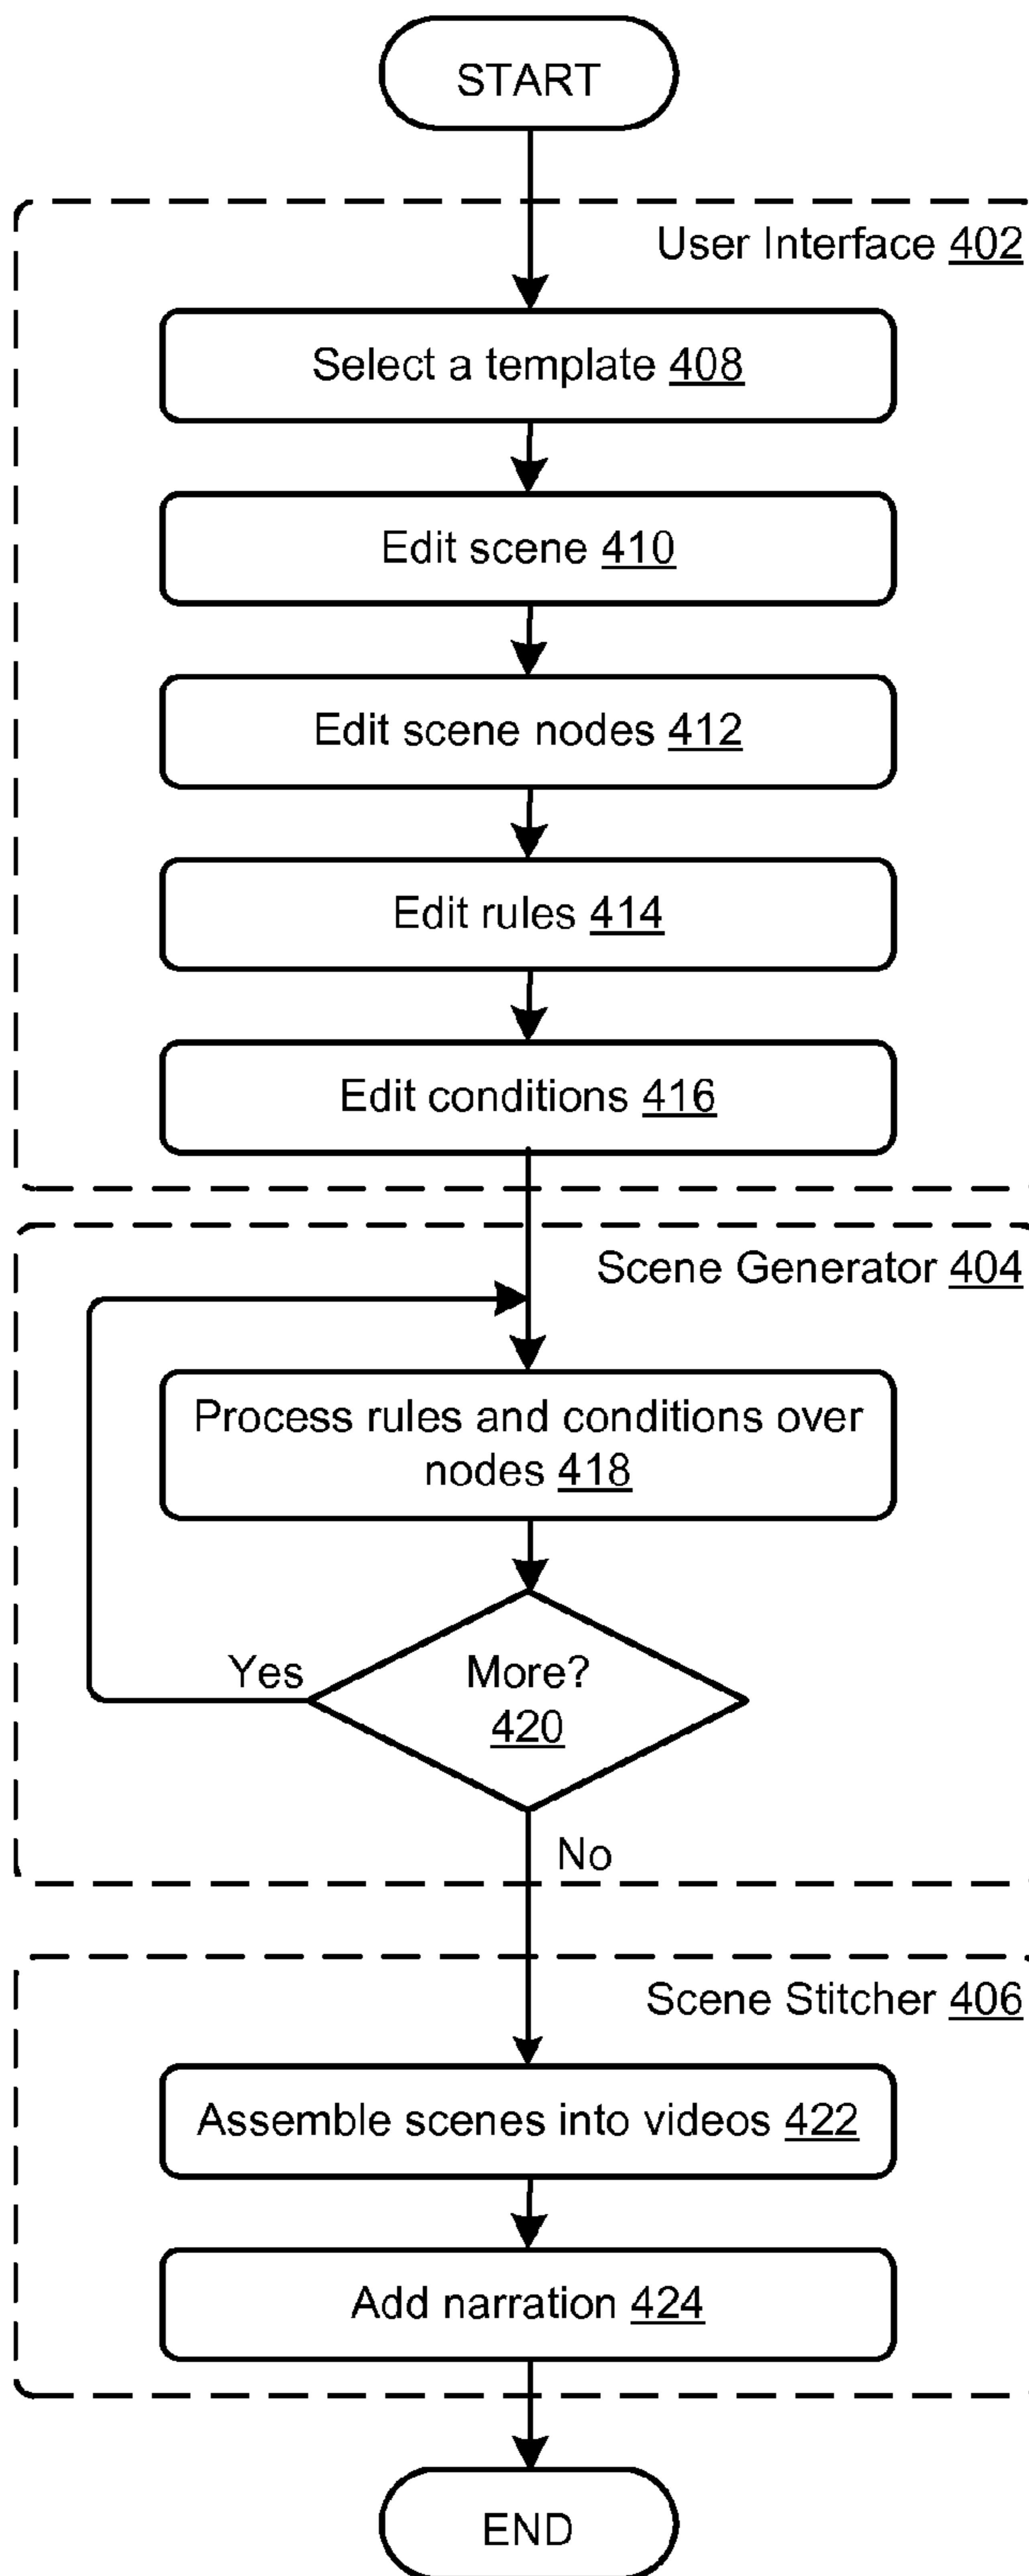 START
User Interface 402
Select a template 408
Edit scene 410
Edit scene nodes 412
Edit rules 414
Edit conditions 416
Scene Generator 404
Process rules and conditions over
nodes 418
Yes
More?
420
No
Scene Stitcher 406
Assemble scenes into videos 422
Add narration 424
END